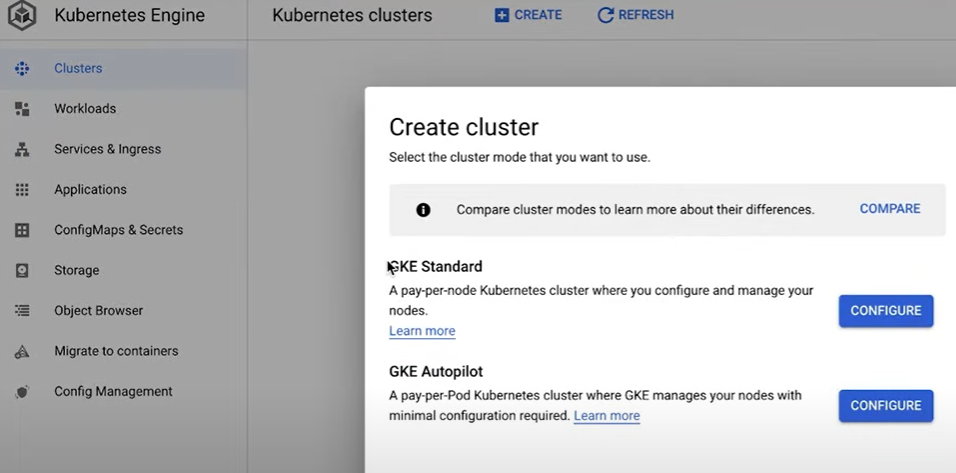 Kubernetes Engine
Kubernetes clusters
CREATE
REFRESH
Clusters
Workloads
Services & Ingress
Applications
ConfigMaps & Secrets
Storage
Object Browser
Migrate to containers
Config Management
Create cluster
Select the cluster mode that you want to use.
Compare cluster modes to learn more about their differences.
COMPARE
GKE Standard
A pay-per-node Kubernetes cluster where you configure and manage your
nodes.
Learn more
CONFIGURE
GKE Autopilot
A pay-per-Pod Kubernetes cluster where GKE manages your nodes with
minimal configuration required. Learn more
CONFIGURE